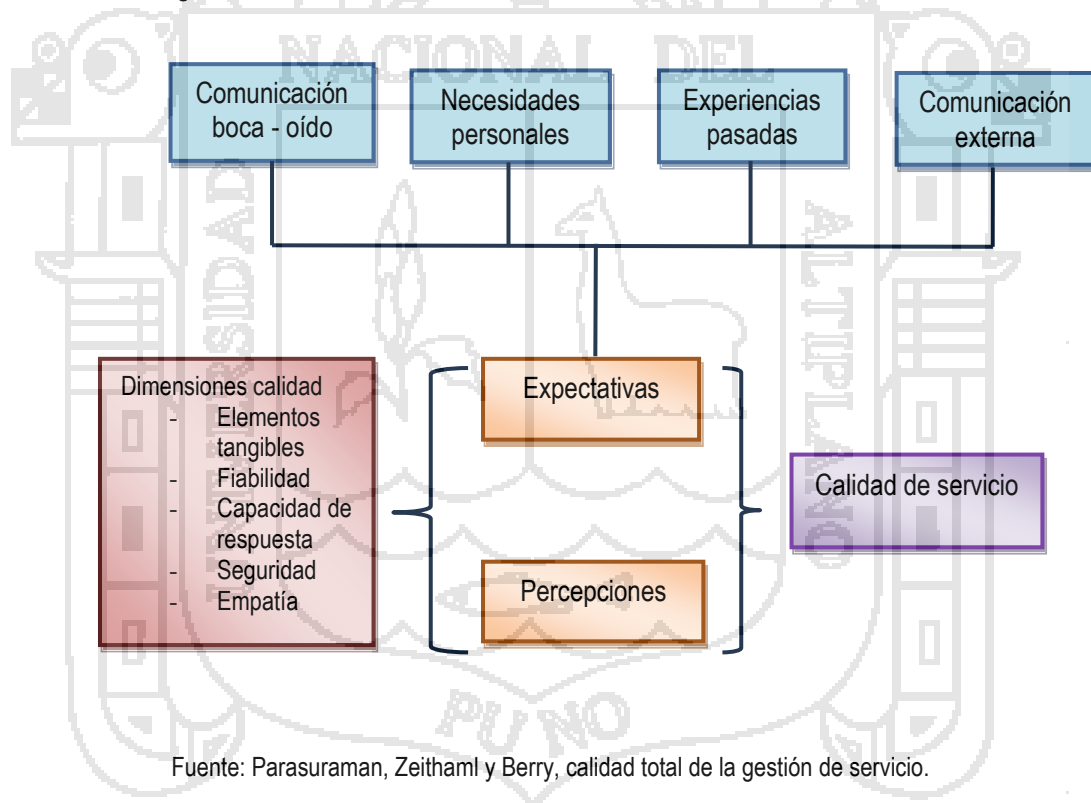 NACIONAL DEL
Comunicación
boca - oído
Necesidades
personales
Experiencias
pasadas
Comunicación
externa
UNIVERSIDAD
ALTIPLANO
Dimensiones calidad
- Elementos
tangibles
- Fiabilidad
- Capacidad de
respuesta
- Seguridad
- Empatía
Expectativas
Percepciones
Calidad de servicio
PUNO
Fuente: Parasuraman, Zeithaml y Berry, calidad total de la gestión de servicio.